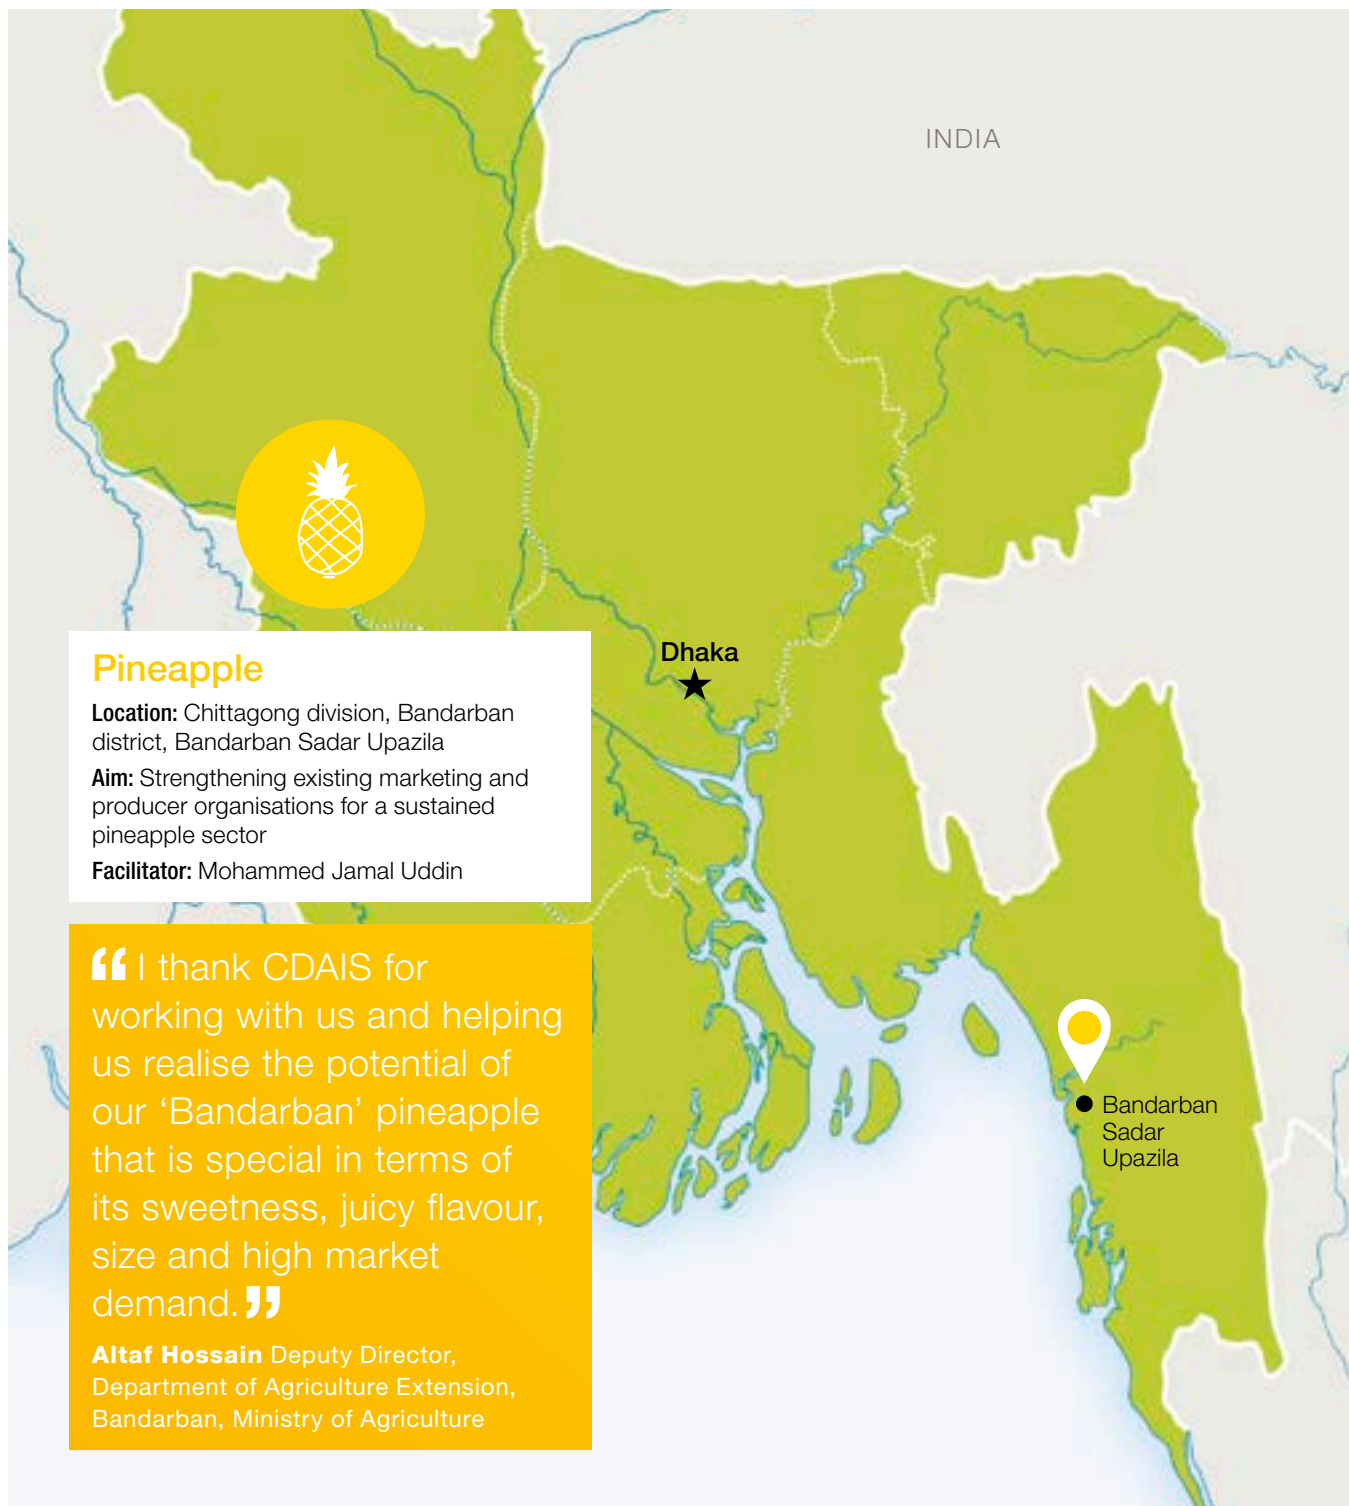 INDIA
Dhaka
Pineapple
Location: Chittagong division, Bandarban
district, Bandarban Sadar Upazila
Aim: Strengthening existing marketing and
producer organisations for a sustained
pineapple sector
Facilitator: Mohammed Jamal Uddin
“ I thank CDAIS for
working with us and helping
us realise the potential of
our ‘Bandarban’ pineapple
that is special in terms of
its sweetness, juicy flavour,
size and high market
demand. ”
Altaf Hossain Deputy Director,
Department of Agriculture Extension,
Bandarban, Ministry of Agriculture
Bandarban
Sadar
Upazila